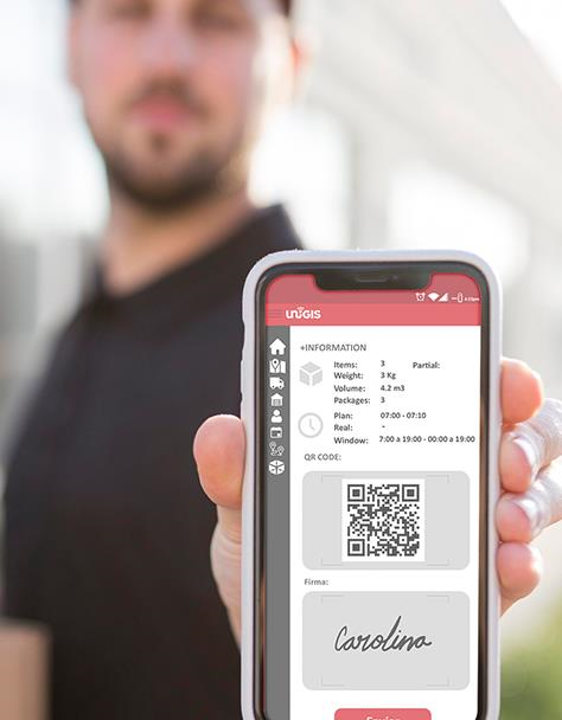 UNIGIS
+INFORMATION
Items: 3 Partial:
Weight: 3 Kg
Volume: 4.2 m3
Packages: 3
Plan: 07:00 - 07:10
Real: -
Window: 7:00 a 19:00 - 00:00 a 19:00
QR CODE:
Firma:
Carolina
Enviar